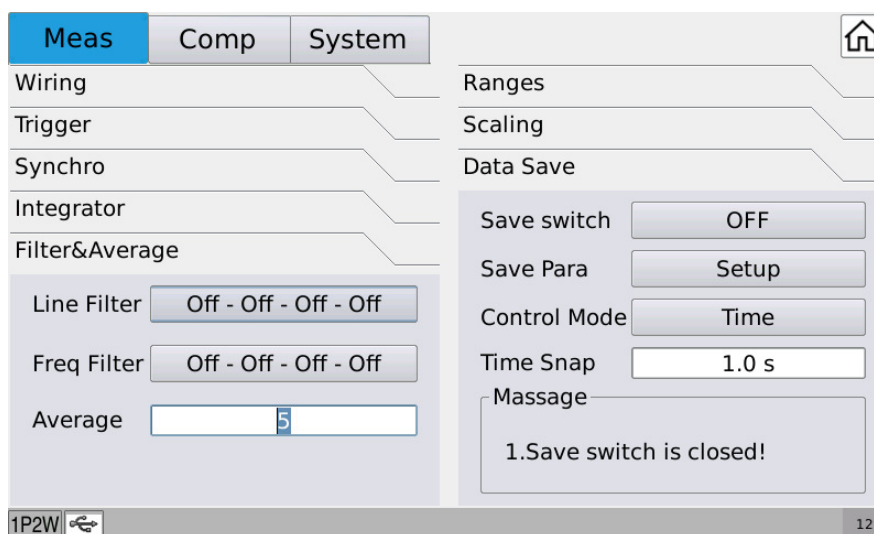 Meas Comp System
Wiring
Trigger
Synchro
Integrator
Filter&Average
Line Filter Off - Off - Off - Off
Freq Filter Off - Off - Off - Off
Average 5
Ranges
Scaling
Data Save
Save switch OFF
Save Para Setup
Control Mode Time
Time Snap 1.0 s
Massage
1.Save switch is closed!
1P2W
12